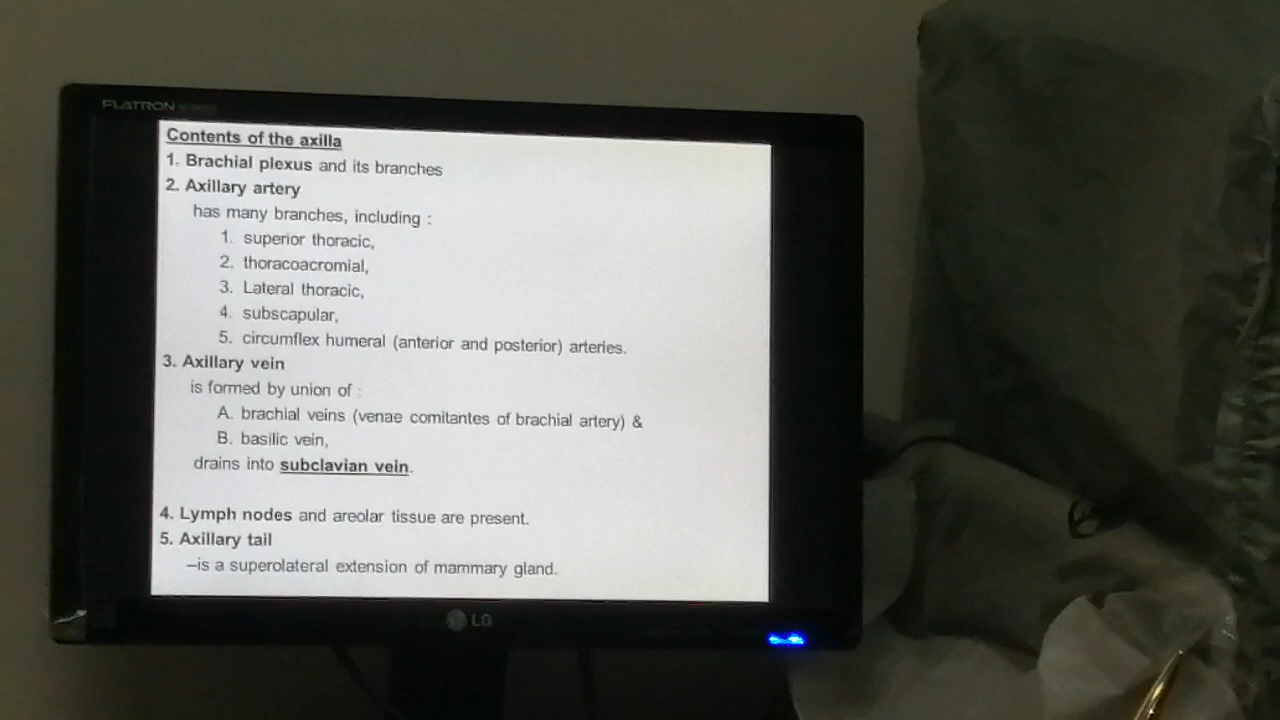 FLATRON
Contents of the axilla
1. Brachial plexus and its branches
2. Axillary artery
has many branches, including :
1. superior thoracic,
2. thoracoacromial,
3. Lateral thoracic,
4. subscapular,
5. circumflex humeral (anterior and posterior) arteries.
3. Axillary vein
is formed by union of :
A. brachial veins (venae comitantes of brachial artery) &
B. basilic vein,
drains into subclavian vein.
4. Lymph nodes and areolar tissue are present.
5. Axillary tail
–is a superolateral extension of mammary gland.
LG